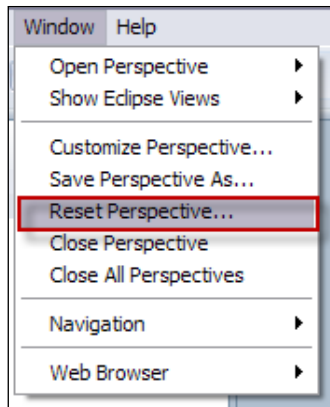 Window Help
Open Perspective
Show Eclipse Views
Customize Perspective...
Save Perspective As...
Reset Perspective...
Close Perspective
Close All Perspectives
Navigation
Web Browser